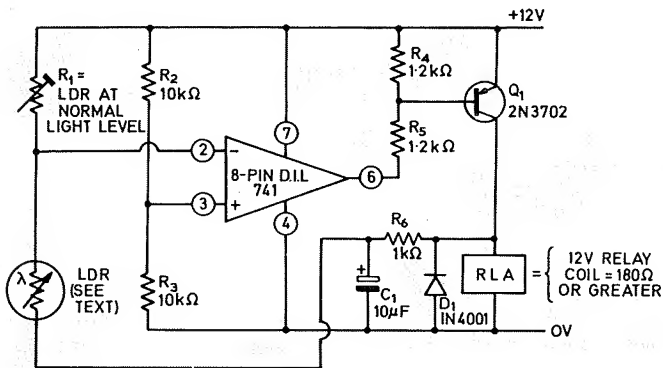 +12V
R1 =
LDR AT
NORMAL
LIGHT LEVEL
R2
10kΩ
R4
1·2kΩ
Q1
2N3702
7
2
−
R5
1·2kΩ
8-PIN D.I.L
741
6
3
+
4
R6
1kΩ
λ
LDR
(SEE
TEXT)
R3
10kΩ
+
C1
10µF
D1
IN4001
RLA
=
12V RELAY
COIL = 180Ω
OR GREATER
0V